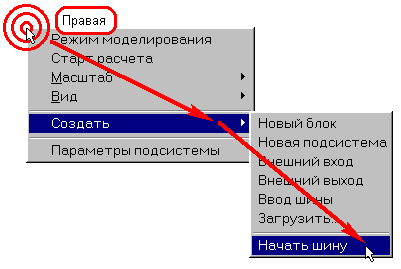 Правая
Режим моделирования
Старт расчета
Масштаб
Вид
Создать
Параметры подсистемы
Новый блок
Новая подсистема
Внешний вход
Внешний выход
Ввод шины
Загрузить...
Начать шину